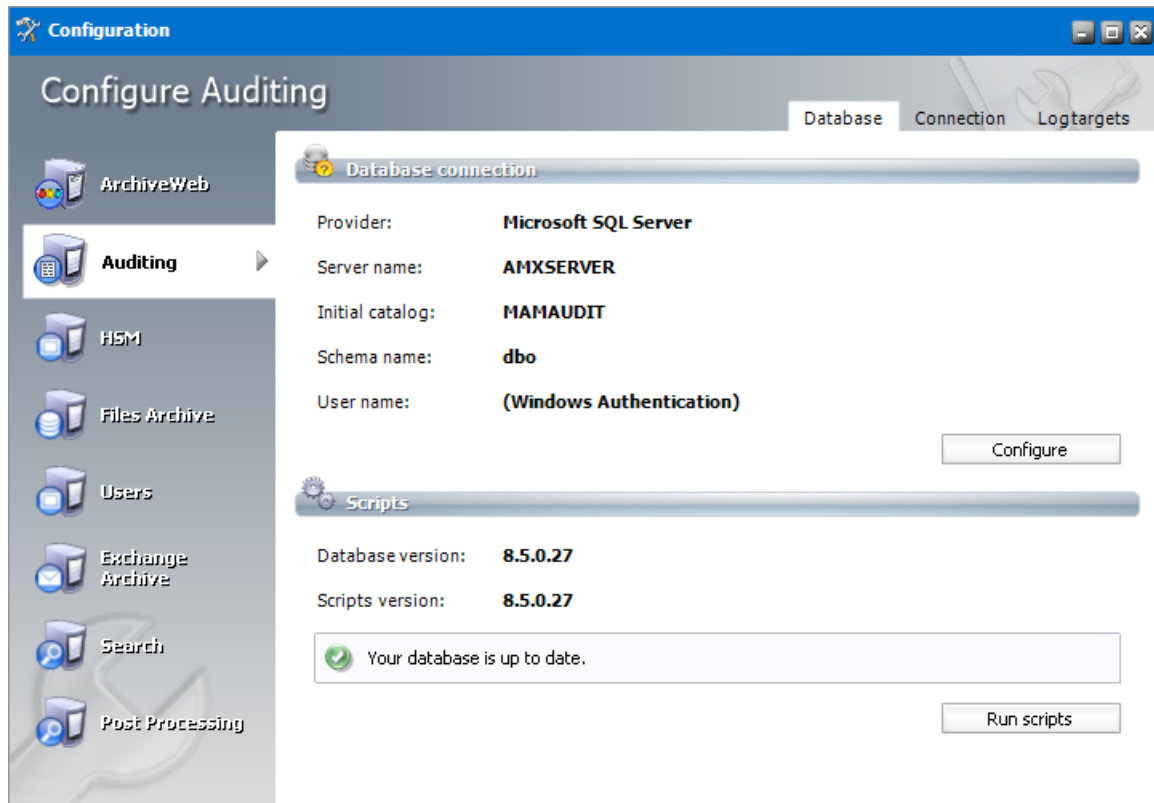 Configuration
Configure Auditing
Database Connection Logtargets
ArchiveWeb
Auditing
HSM
Files Archive
Users
Exchange
Archive
Search
Post Processing
Database connection
Provider: Microsoft SQL Server
Server name: AMXSERVER
Initial catalog: MAMAUDIT
Schema name: dbo
User name: (Windows Authentication)
Configure
Scripts
Database version: 8.5.0.27
Scripts version: 8.5.0.27
Your database is up to date.
Run scripts